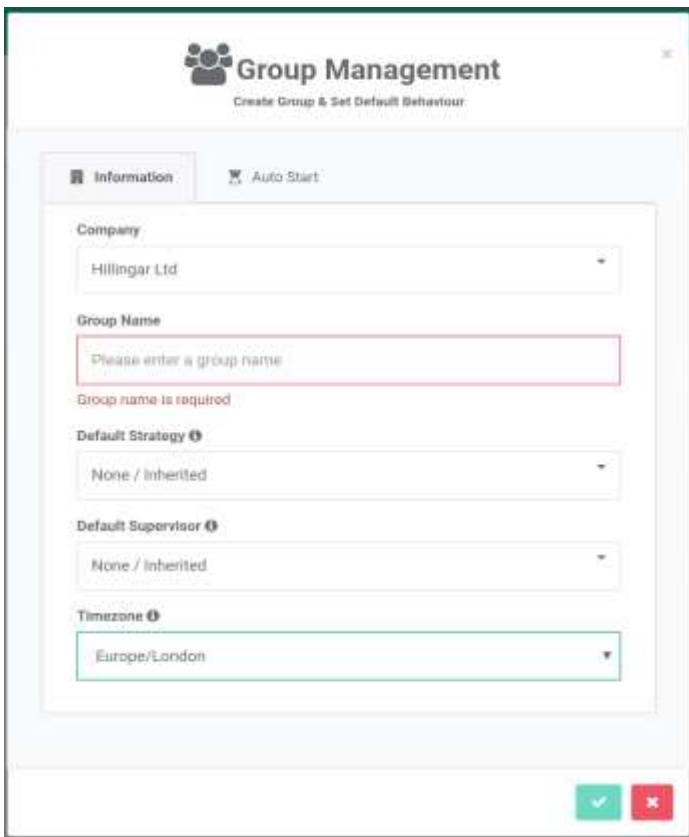 Group Management
Create Group & Set Default Behaviour
Information
Auto Start
Company
Hillingar Ltd
Group Name
Please enter a group name
Group name is required
Default Strategy
None / Inherited
Default Supervisor
None / Inherited
Timezone
Europe/London